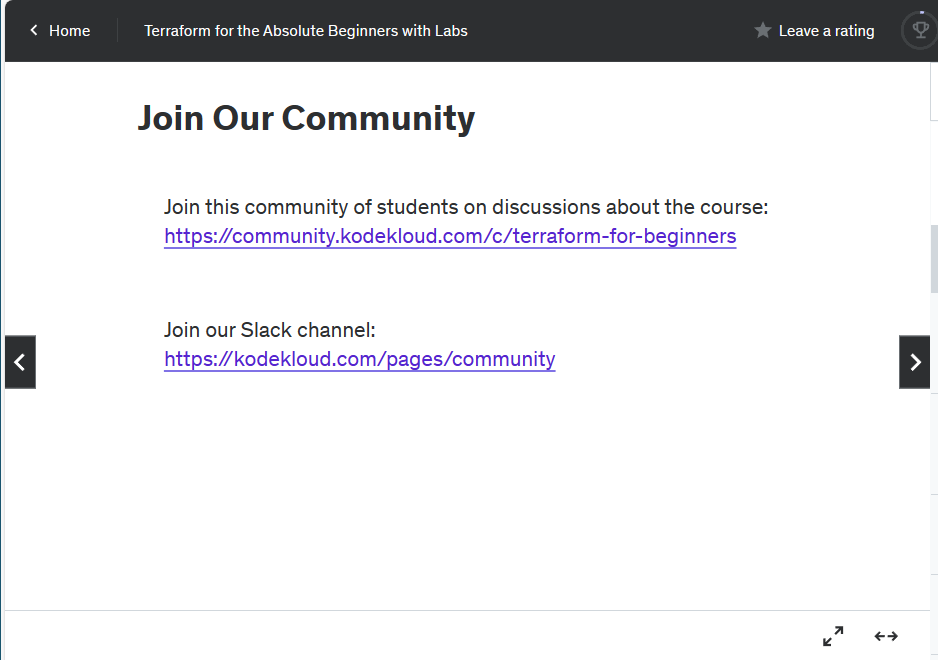 Home
Terraform for the Absolute Beginners with Labs
Leave a rating
Join Our Community
Join this community of students on discussions about the course:
https://community.kodekloud.com/c/terraform-for-beginners
Join our Slack channel:
https://kodekloud.com/pages/community